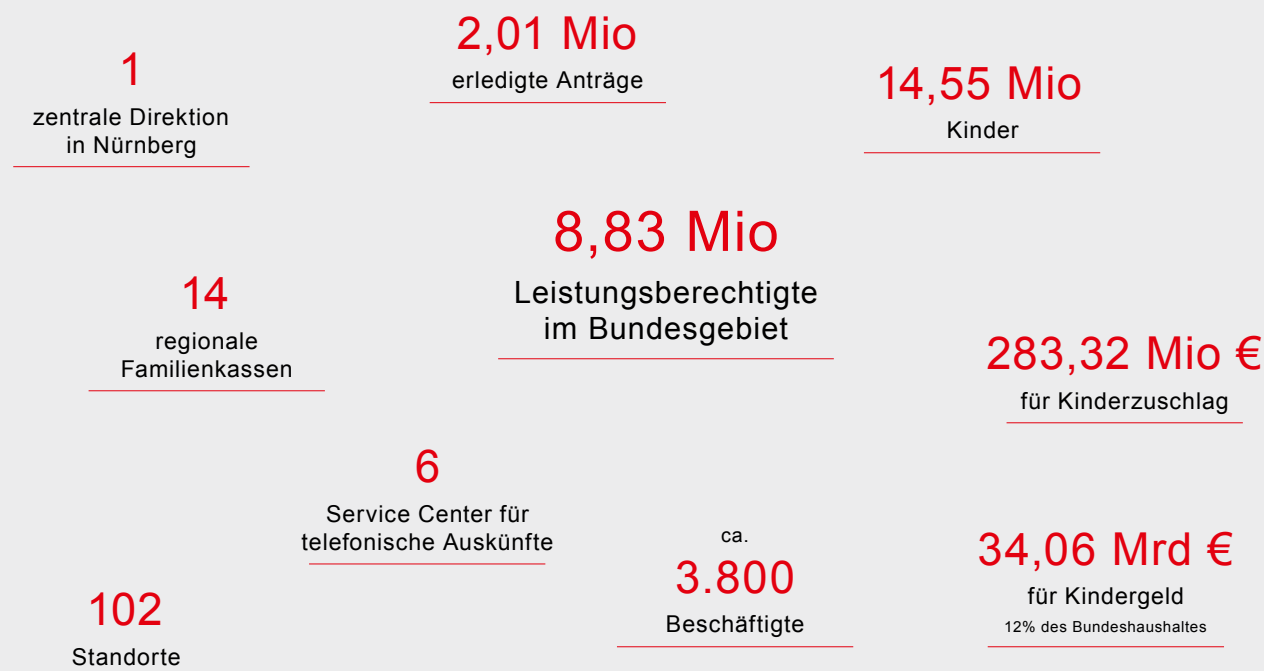 1
zentrale Direktion
in Nürnberg
2,01 Mio
erledigte Anträge
14,55 Mio
Kinder
8,83 Mio
Leistungsberechtigte
im Bundesgebiet
14
regionale
Familienkassen
283,32 Mio €
für Kinderzuschlag
6
Service Center für
telefonische Auskünfte
ca.
3.800
Beschäftigte
34,06 Mrd €
für Kindergeld
12% des Bundeshaushaltes
102
Standorte